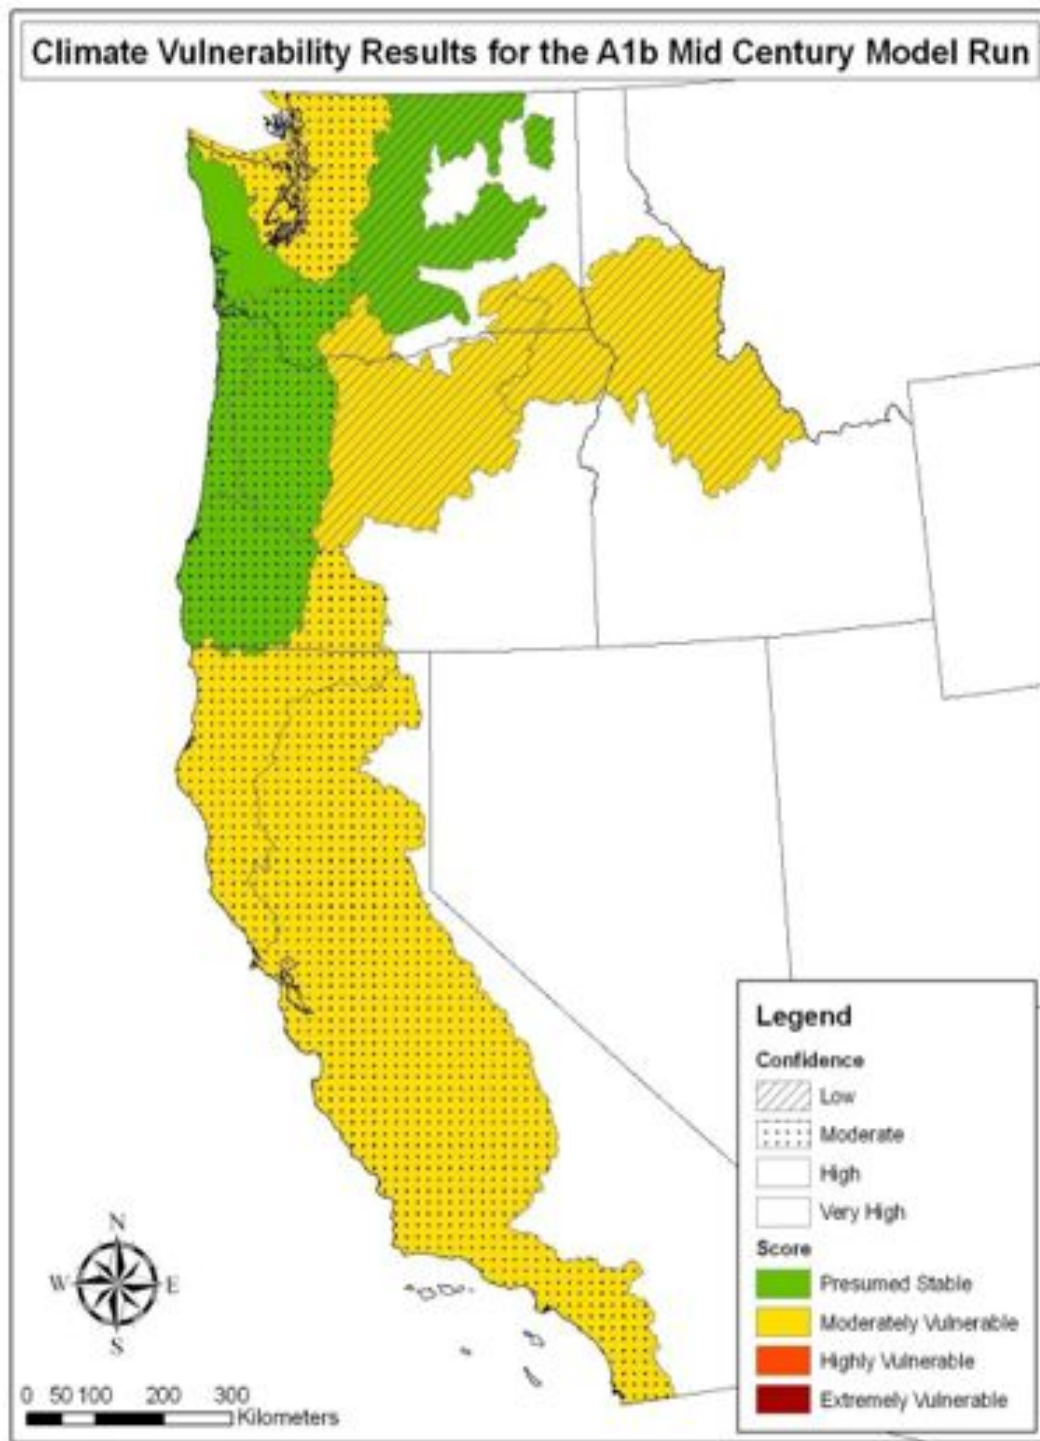 Climate Vulnerability Results for the A1b Mid Century Model Run
Legend
Confidence
Low
Moderate
High
Very High
Score
Presumed Stable
Moderately Vulnerable
Highly Vulnerable
Extremely Vulnerable
N
W E
S
0 50 100 200 300
Kilometers